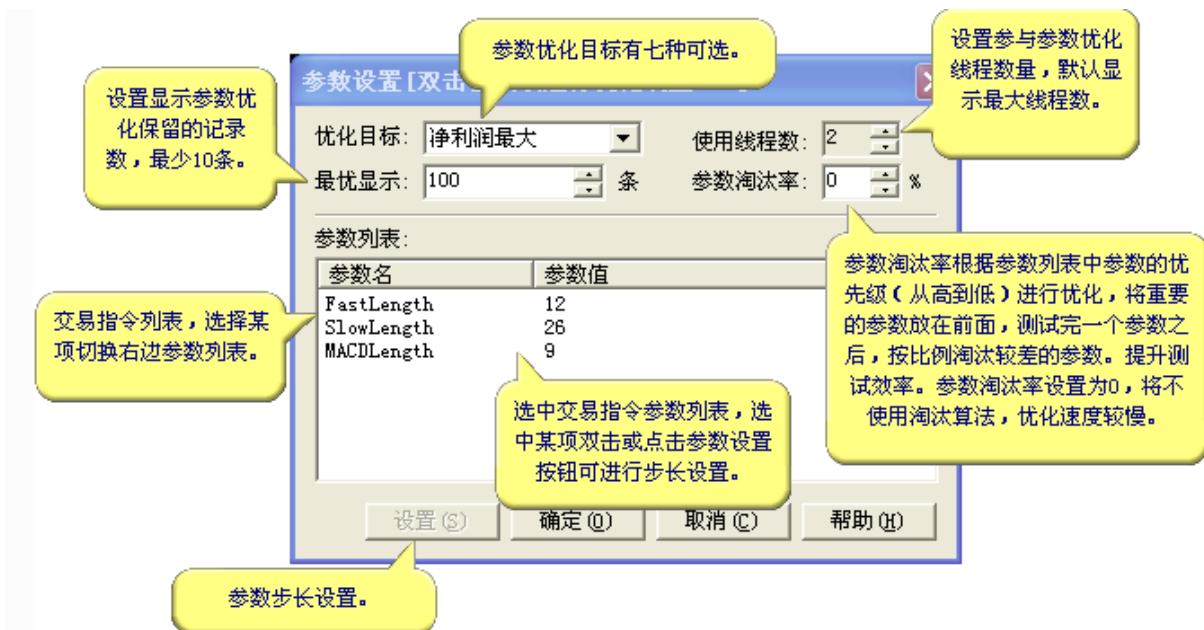 参数优化目标有七种可选。
设置参与参数优化
线程数量，默认显
示最大线程数。
设置显示参数优
化保留的记录
数，最少10条。
参数设置[双击
优化目标: 净利润最大 使用线程数: 2
最优显示: 100 条 参数淘汰率: 0 %
参数列表:
参数名 参数值
FastLength 12
SlowLength 26
MACDLength 9
交易指令列表，选择某
项切换右边参数列表。
参数淘汰率根据参数列表中参数的优
先级（从高到低）进行优化，将重要
的参数放在前面，测试完一个参数之
后，按比例淘汰较差的参数。提升测
试效率。参数淘汰率设置为0，将不
使用淘汰算法，优化速度较慢。
选中交易指令参数列表，选
中某项双击或点击参数设置
按钮可进行步长设置。
设置(S) 确定(O) 取消(C) 帮助(H)
参数步长设置。